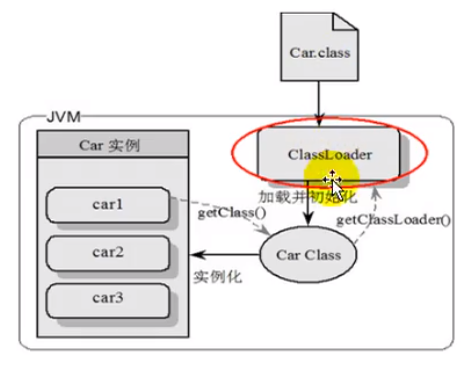 Car.class
JVM
Car 实例
ClassLoader
加载并初始化
car1
getClass()
getClassLoader()
car2
Car Class
实例化
car3